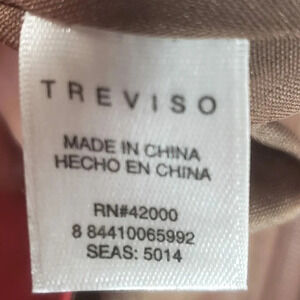 TREVISO
MADE IN CHINA
HECHO EN CHINA
RN#42000
8 84410065992
SEAS: 5014